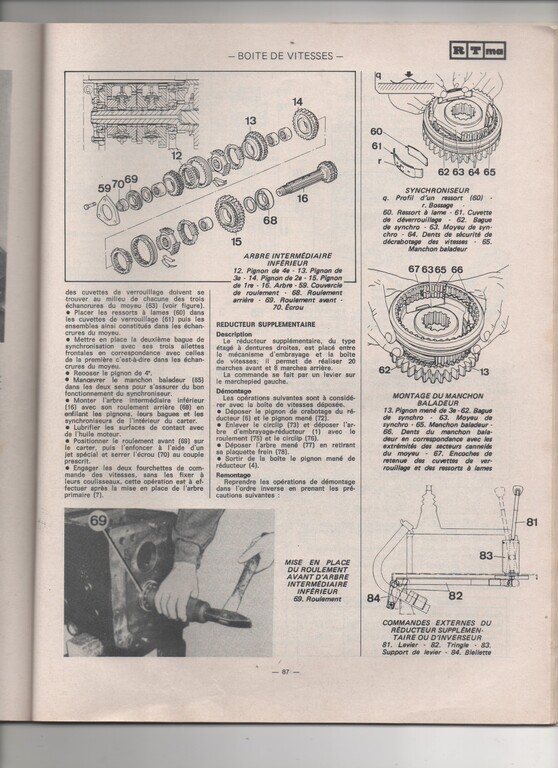 — BOITE DE VITESSES —
RTma
14
13
12
59 70 69
16
68
15
ARBRE INTERMÉDIAIRE
INFÉRIEUR
12. Pignon de 4e - 13. Pignon de
3e - 14. Pignon de 2e - 15. Pignon
de 1re - 16. Arbre - 59. Couvercle
de roulement - 68. Roulement
arrière - 69. Roulement avant -
70. Ecrou
q
60
61
r
62 63 64 65
SYNCHRONISEUR
q. Profil d'un ressort (60) -
r. Bossage
60. Ressort à lame - 61. Cuvette
de déverrouillage - 62. Bague
de synchro - 63. Moyeu de syn-
chro - 64. Dents de sécurité de
décrabotage des vitesses - 65.
Manchon baladeur
67 63 65 66
62
13
MONTAGE DU MANCHON
BALADEUR
13. Pignon mené de 3e - 62. Bague
de synchro - 63. Moyeu de
synchro - 65. Manchon baladeur -
66. Dents du manchon bala-
deur en correspondance avec les
extrémités des secteurs cannelés
du moyeu - 67. Encoches de
retenue des cuvettes de ver-
rouillage et des ressorts à lames
des cuvettes de verrouillage doivent se
trouver au milieu de chacune des trois
échancrures du moyeu (63) (voir figure).
● Placer les ressorts à lames (60) dans
les cuvettes de verrouillage (61) puis les
ensembles ainsi constitués dans les échan-
crures du moyeu.
● Mettre en place la deuxième bague de
synchronisation avec ses trois ailettes
frontales en correspondance avec celles
de la première c'est-à-dire dans les échan-
crures du moyeu.
● Reposer le pignon de 4e.
● Manœuvrer le manchon baladeur (65)
dans les deux sens pour s'assurer du bon
fonctionnement du synchroniseur.
● Monter l'arbre intermédiaire inférieur
(16) avec son roulement arrière (68) en
enfilant les pignons, leurs bagues et les
synchroniseurs de l'intérieur du carter.
● Lubrifier les surfaces de contact avec
de l'huile moteur.
● Positionner le roulement avant (69) sur
le carter, puis l'enfoncer à l'aide d'un
jet spécial et serrer l'écrou (70) au couple
prescrit.
● Engager les deux fourchettes de com-
mande des vitesses, sans les fixer à
leurs coulisseaux, cette opération est à ef-
fectuer après la mise en place de l'arbre
primaire (7).
REDUCTEUR SUPPLEMENTAIRE
Description
Le réducteur supplémentaire, du type
étagé à dentures droites, est placé entre
le mécanisme d'embrayage et la boîte
de vitesses; il permet de réaliser 20
marches avant et 8 marches arrière.
La commande se fait par un levier sur
le marchepied gauche.
Démontage
Les opérations suivantes sont à considé-
rer avec la boîte de vitesses déposée.
● Déposer le pignon de crabotage du ré-
ducteur (6) et le pignon mené (72).
● Enlever le circlip (73) et déposer l'ar-
bre d'embrayage-réducteur (1) avec le
roulement (75) et le circlip (76).
● Déposer l'arbre mené (77) en retirant
sa plaquette frein (78).
● Sortir de la boîte le pignon mené de
réducteur (4).
Remontage
Reprendre les opérations de démontage
dans l'ordre inverse en prenant les pré-
cautions suivantes :
69
MISE EN PLACE
DU ROULEMENT
AVANT D'ARBRE
INTERMÉDIAIRE
INFÉRIEUR
69. Roulement
81
83
82
84
COMMANDES EXTERNES DU
RÉDUCTEUR SUPPLÉMEN-
TAIRE OU D'INVERSEUR
81. Levier - 82. Tringle - 83.
Support de levier - 84. Biellette
— 87 —